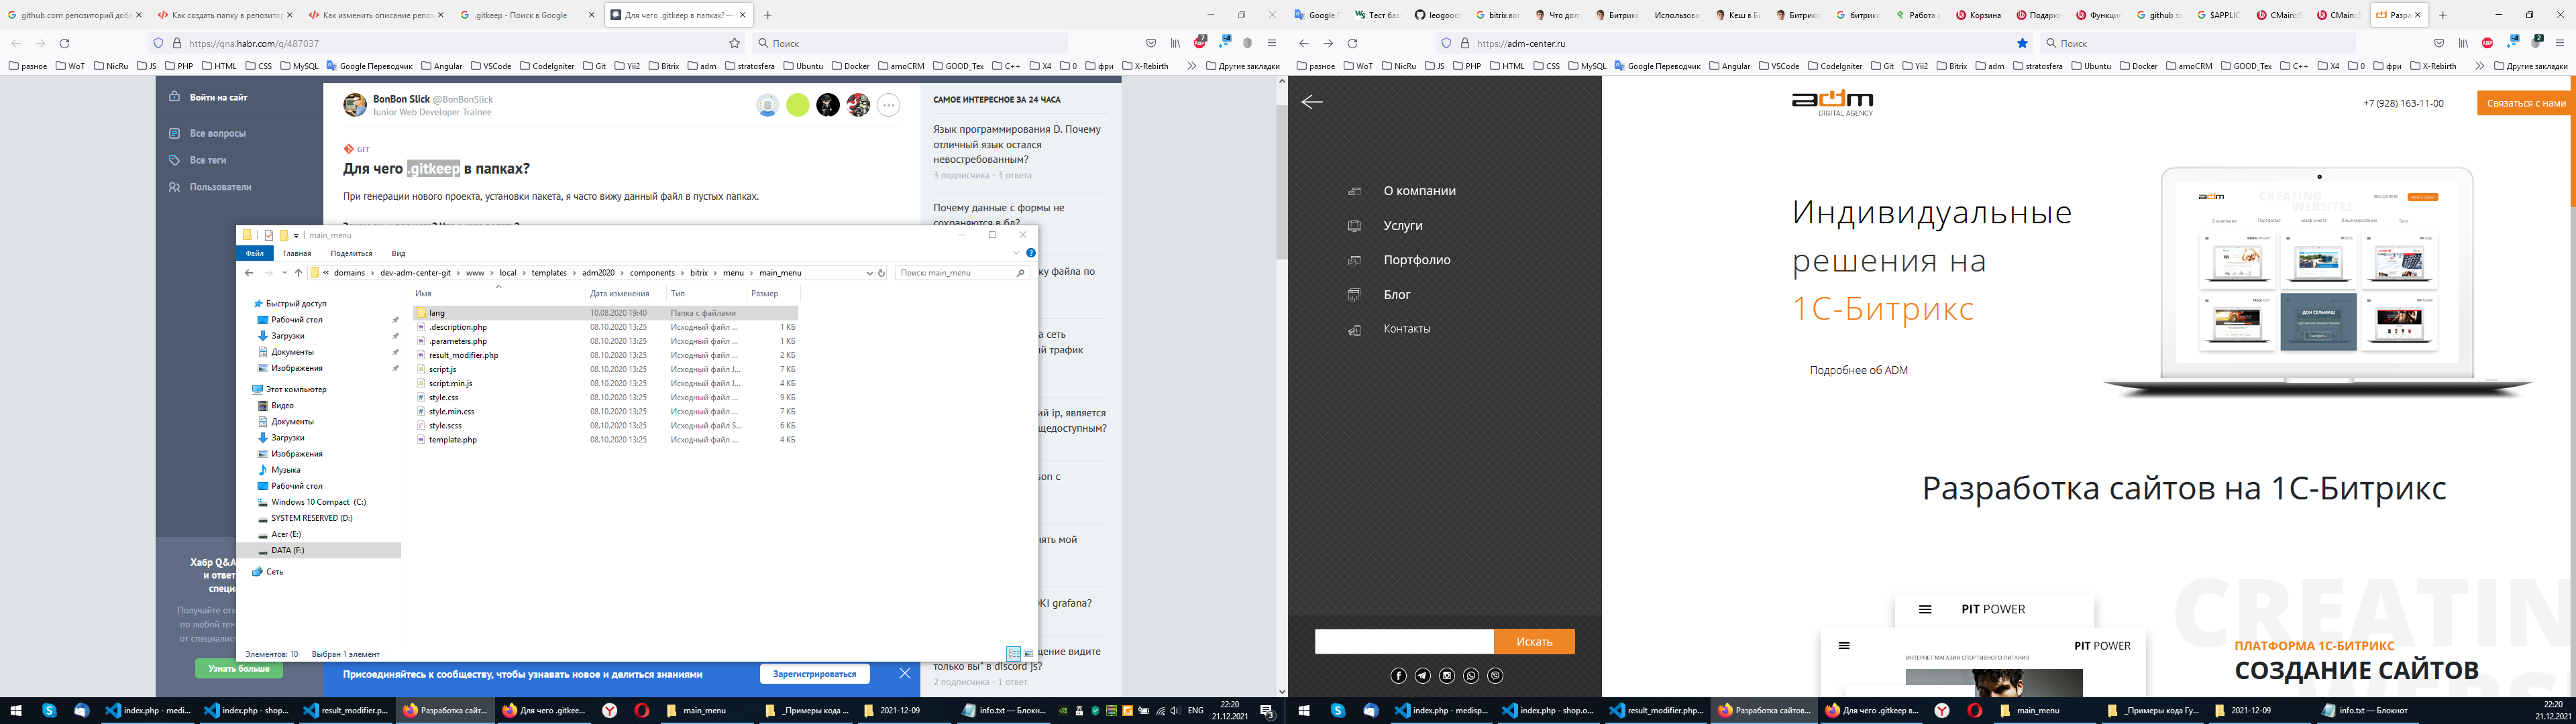 github.com репозиторий доба
Как создать папку в репозитор
Как изменить описание репоз
.gitkeep - Поиск в Google
Для чего .gitkeep в папках? —
https://qna.habr.com/q/487037
Поиск
разное WoT NicRu JS PHP HTML CSS MySQL Google Переводчик Angular VSCode CodeIgniter Git Yii2 Bitrix adm stratosfera Ubuntu Docker amoCRM GOOD_Tex C++ X4 0 фри X-Rebirth Другие закладки
Войти на сайт
Все вопросы
Все теги
Пользователи
BonBon Slick @BonBonSlick
Junior Web Developer Trainee
GIT
Для чего .gitkeep в папках?
При генерации нового проекта, установки пакета, я часто вижу данный файл в пустых папках.
САМОЕ ИНТЕРЕСНОЕ ЗА 24 ЧАСА
Язык программирования D. Почему
отличный язык остался
невостребованным?
3 подписчика • 3 ответа
Почему данные с формы не
сохраняются в бд?
ку файла по
а сеть
й трафик
ий ip, является
щедоступным?
son с
нять мой
OKI grafana?
щение видите
только вы" в discord js?
2 подписчика • 1 ответ
main_menu
Файл Главная Поделиться Вид
« domains › dev-adm-center-git › www › local › templates › adm2020 › components › bitrix › menu › main_menu
Поиск: main_menu
Имя Дата изменения Тип Размер
lang 10.08.2020 19:40 Папка с файлами
.description.php 08.10.2020 13:25 Исходный файл ... 1 КБ
.parameters.php 08.10.2020 13:25 Исходный файл ... 1 КБ
result_modifier.php 08.10.2020 13:25 Исходный файл ... 2 КБ
script.js 08.10.2020 13:25 Исходный файл J... 7 КБ
script.min.js 08.10.2020 13:25 Исходный файл J... 4 КБ
style.css 08.10.2020 13:25 Исходный файл ... 9 КБ
style.min.css 08.10.2020 13:25 Исходный файл ... 7 КБ
style.scss 08.10.2020 13:25 Исходный файл S... 6 КБ
template.php 08.10.2020 13:25 Исходный файл ... 4 КБ
Быстрый доступ
Рабочий стол
Загрузки
Документы
Изображения
Этот компьютер
Видео
Документы
Загрузки
Изображения
Музыка
Рабочий стол
Windows 10 Compact (C:)
SYSTEM RESERVED (D:)
Acer (E:)
DATA (F:)
Сеть
Элементов: 10 Выбран 1 элемент
Хабр Q&A
и ответ
специа
Получайте отв
по любой тем
от специалист
Узнать больше
Присоединяйтесь к сообществу, чтобы узнавать новое и делиться знаниями
Зарегистрироваться
index.php - medi...
index.php - shop...
result_modifier.p...
Разработка сайт...
Для чего .gitkee...
main_menu
_Примеры кода ...
2021-12-09
info.txt — Блокн...
ENG
22:20
21.12.2021
Google П
Тест баз
leogood
bitrix во
Что дол
Битрикс
Использова
Кеш в Б
Битрикс
битрикс
Работа с
Корзина
Подарки
Функци
github з
$APPLIC
CMain::S
CMain::S
Разра
https://adm-center.ru
Поиск
разное WoT NicRu JS PHP HTML CSS MySQL Google Переводчик Angular VSCode CodeIgniter Git Yii2 Bitrix adm stratosfera Ubuntu Docker amoCRM GOOD_Tex C++ X4 0 фри X-Rebirth Другие закладки
О компании
Услуги
Портфолио
Блог
Контакты
Искать
adm
DIGITAL AGENCY
+7 (928) 163-11-00
Связаться с нами
Индивидуальные
решения на
1С-Битрикс
Подробнее об ADM
adm
CREATING
WEBSITES
Разработка сайтов на 1С-Битрикс
CREATIN
PIT POWER
PIT POWER
ИНТЕРНЕТ-МАГАЗИН СПОРТИВНОГО ПИТАНИЯ
ПЛАТФОРМА 1С-БИТРИКС
СОЗДАНИЕ САЙТОВ
index.php - medisp...
index.php - shop.o...
result_modifier.php...
Разработка сайтов...
Для чего .gitkeep в...
main_menu
_Примеры кода Гу...
2021-12-09
info.txt — Блокнот
22:20
21.12.2021